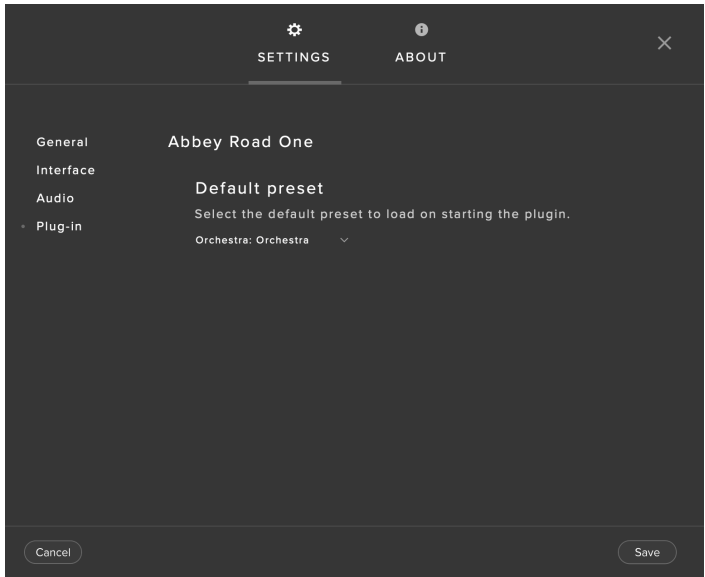 SETTINGS
ABOUT
General
Interface
Audio
Plug-in
Abbey Road One
Default preset
Select the default preset to load on starting the plugin.
Orchestra: Orchestra
Cancel
Save